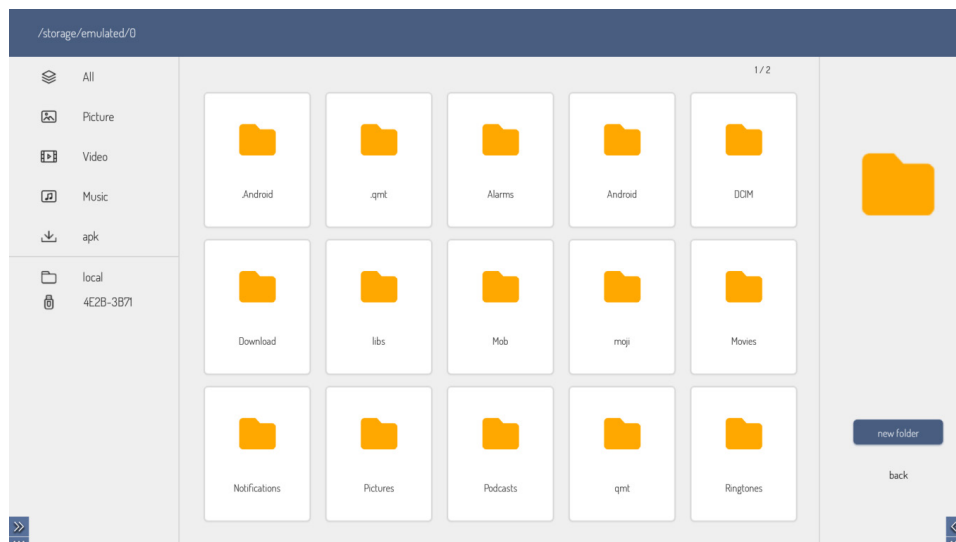 /storage/emulated/0
All
Picture
Video
Music
apk
local
4E2B-3B71
1 / 2
.Android
.qmt
Alarms
Android
DCIM
Download
libs
Mob
moji
Movies
Notifications
Pictures
Podcasts
qmt
Ringtones
new folder
back